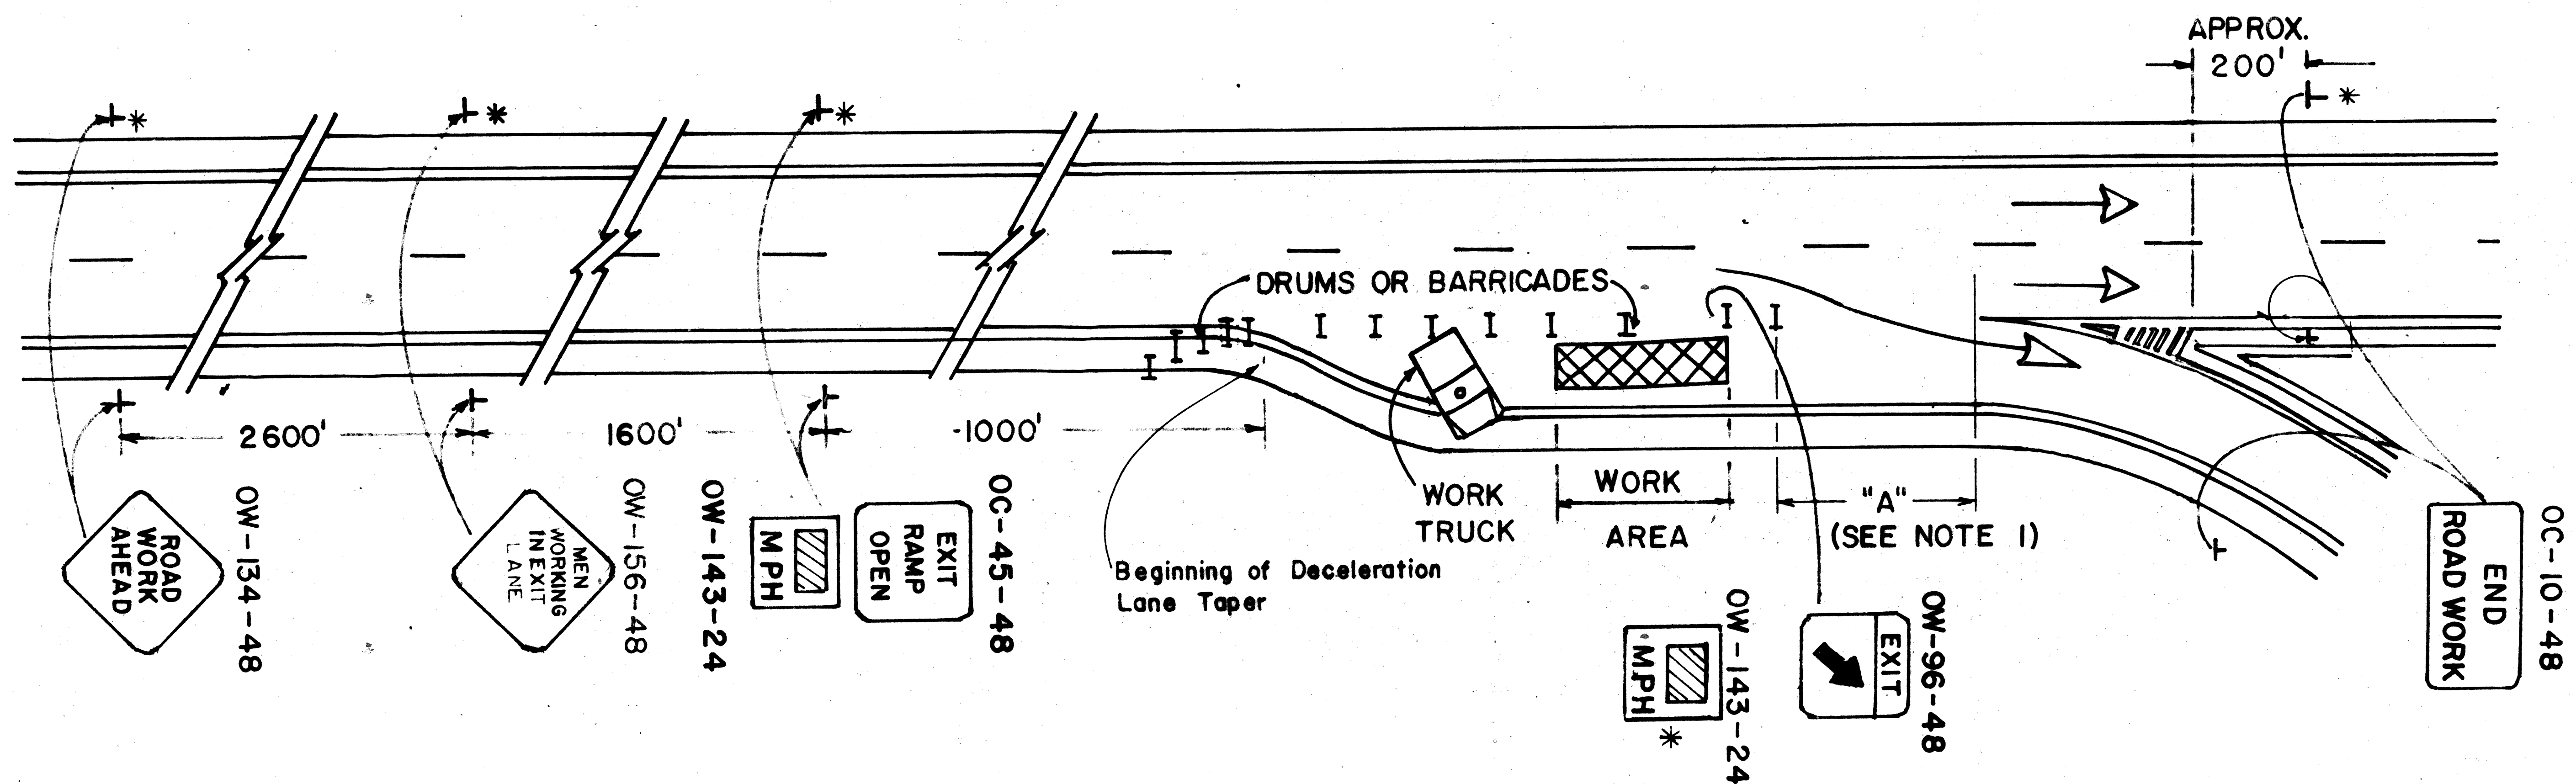 APPROX.
200'
*
*
*
*
DRUMS OR BARRICADES
2600'
1600'
1000'
WORK
TRUCK
WORK
AREA
"A"
(SEE NOTE 1)
Beginning of Deceleration
Lane Taper
ROAD
WORK
AHEAD
OW-134-48
MEN
WORKING
IN EXIT
LANE
OW-156-48
OW-143-24
MPH
EXIT
RAMP
OPEN
OC-45-48
OW-143-24
MPH
*
EXIT
OW-96-48
END
ROAD WORK
OC-10-48